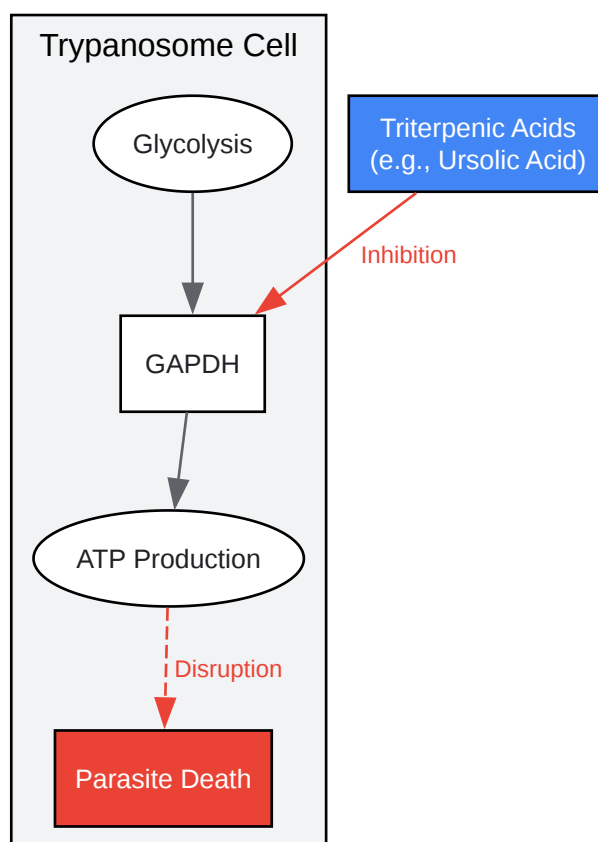 Trypanosome Cell
Glycolysis
Triterpenic Acids
(e.g., Ursolic Acid)
Inhibition
GAPDH
ATP Production
Disruption
Parasite Death